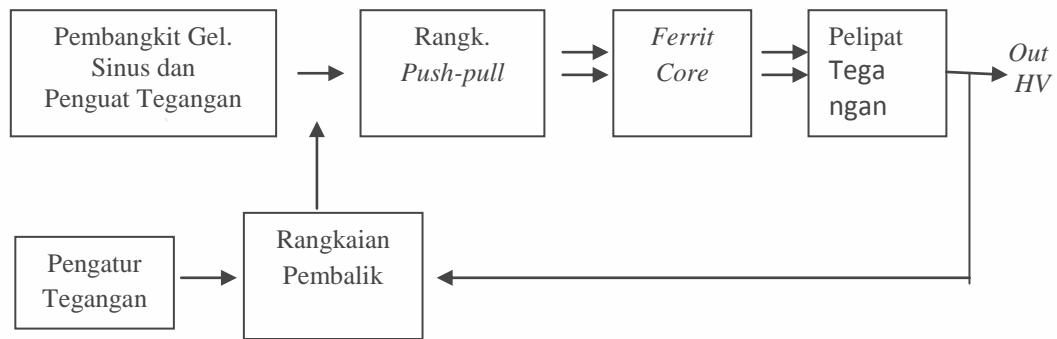 Pembangkit Gel.
Sinus dan
Penguat Tegangan
Rangk.
Push-pull
Ferrit
Core
Pelipat
Tega
ngan
Out
HV
Pengatur
Tegangan
Rangkaian
Pembalik